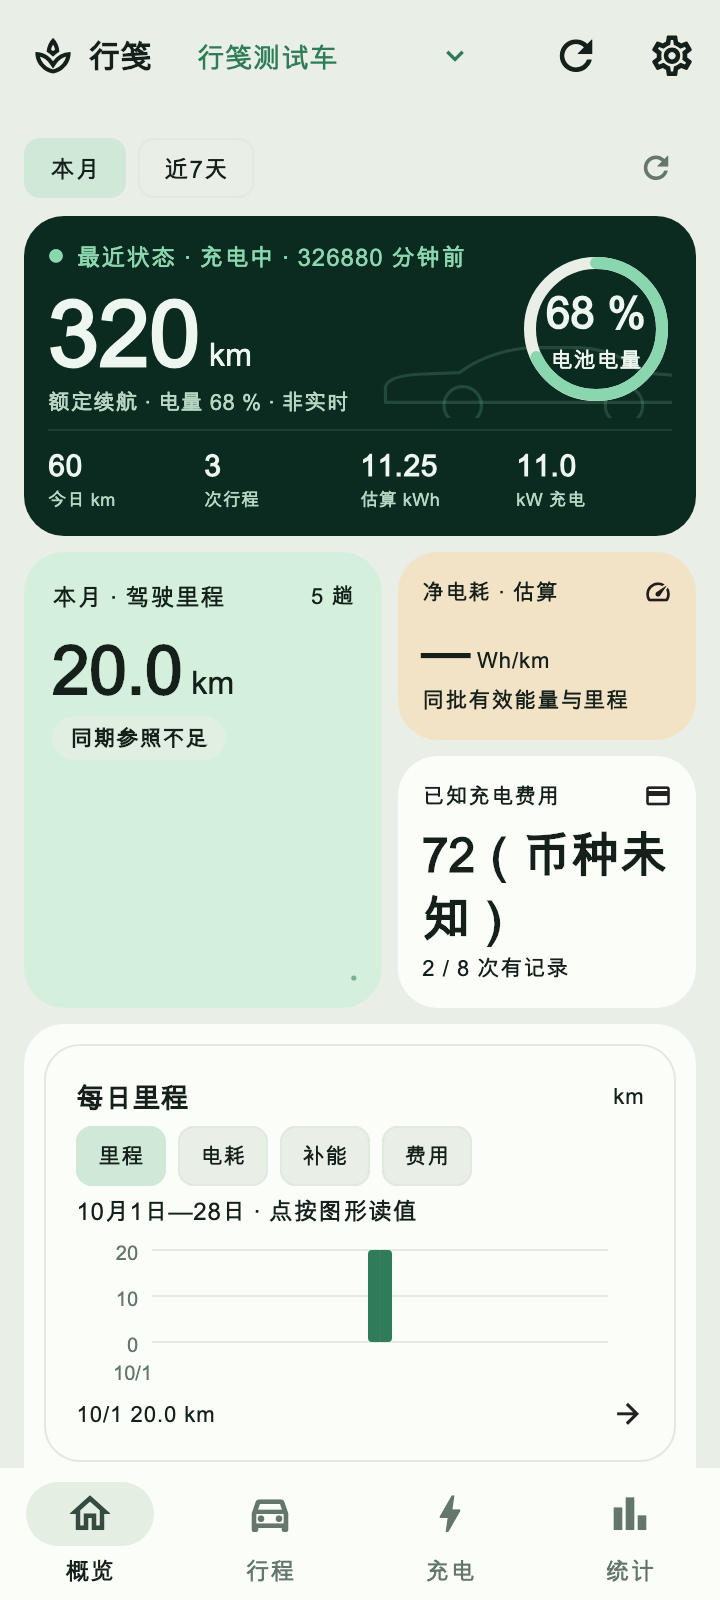 行笺 行笺测试车
本月 近7天
最近状态 · 充电中 · 326880 分钟前
320 km
68 %
电池电量
额定续航 · 电量 68 % · 非实时
60 3 11.25 11.0
今日 km 次行程 估算 kWh kW 充电
本月 · 驾驶里程 5 趟
20.0 km
同期参照不足
净电耗 · 估算
— Wh/km
同批有效能量与里程
已知充电费用
72（币种未
知）
2 / 8 次有记录
每日里程 km
里程 电耗 补能 费用
10月1日—28日 · 点按图形读值
20
10
0
10/1
10/1 20.0 km
概览 行程 充电 统计